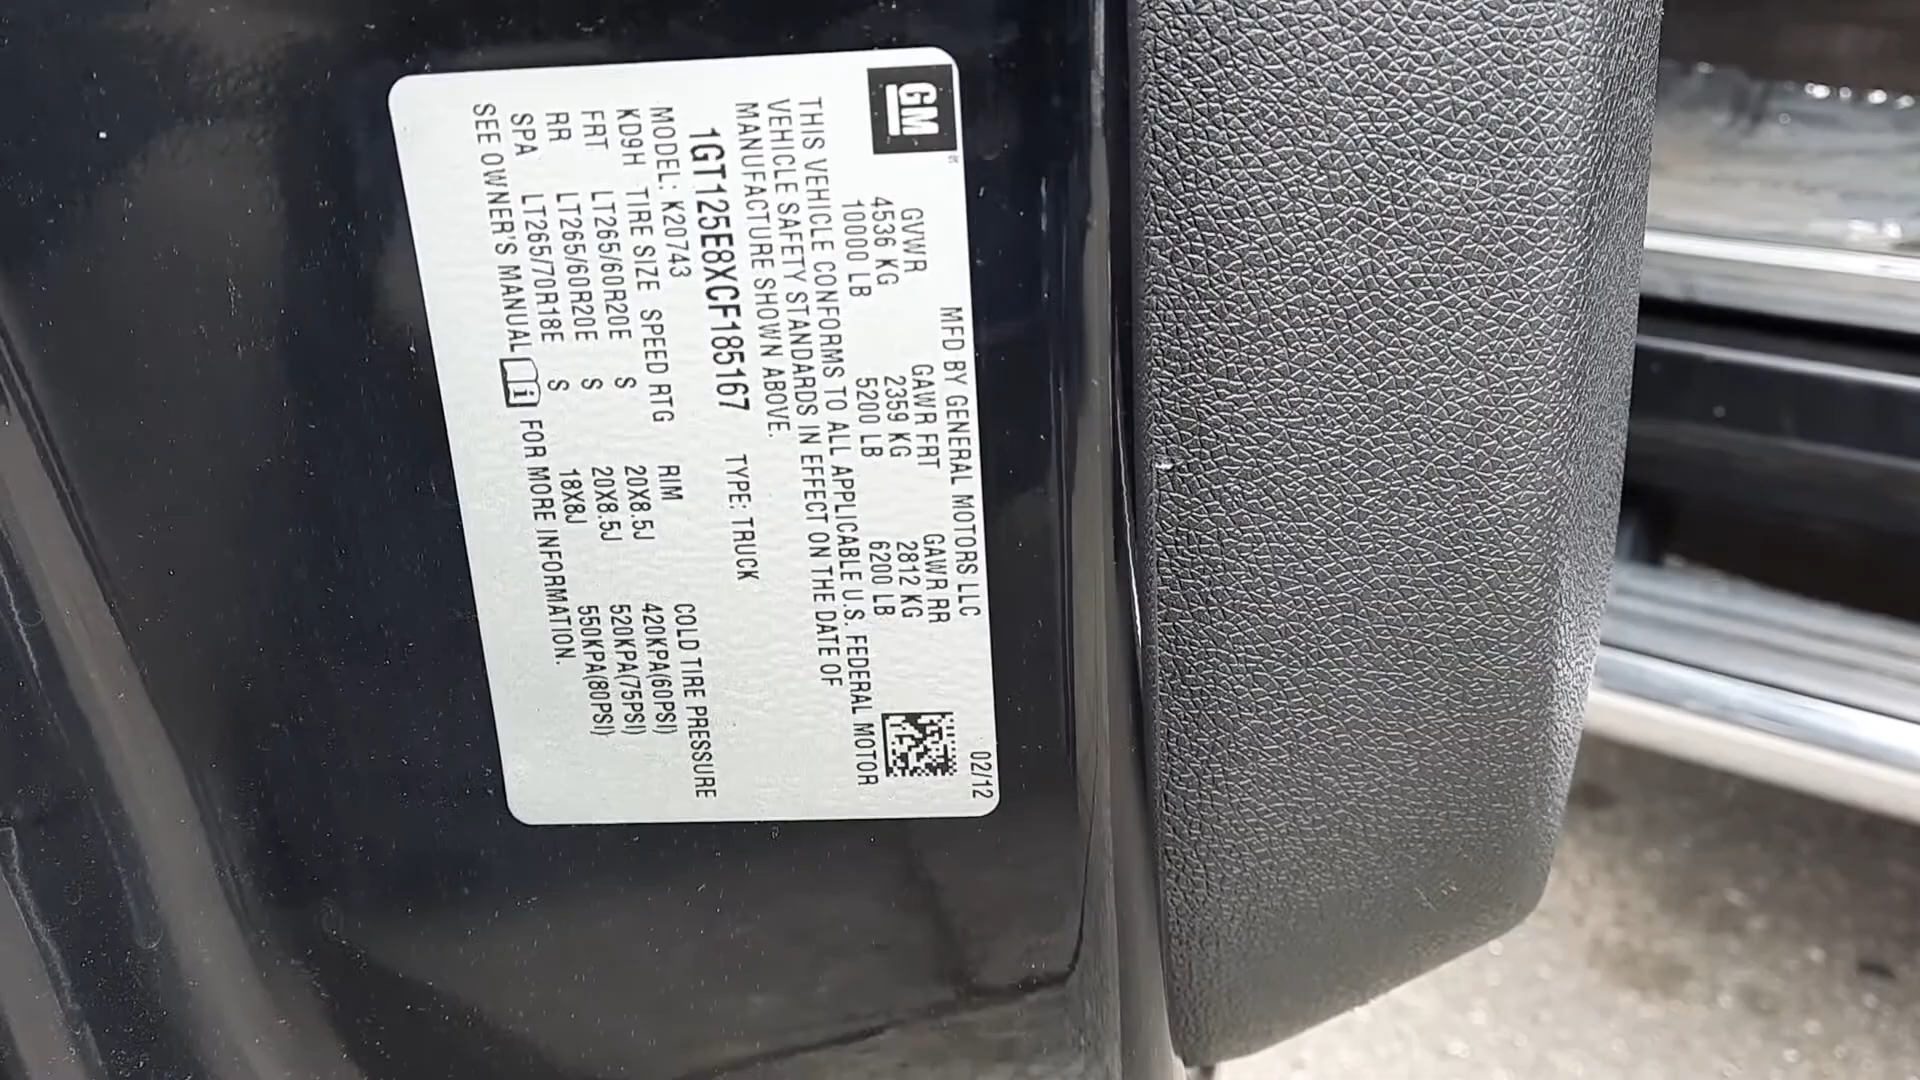 GM
MFD BY GENERAL MOTORS LLC 02/12
GVWR GAWR FRT GAWR RR
4536 KG 2359 KG 2812 KG
10000 LB 5200 LB 6200 LB
THIS VEHICLE CONFORMS TO ALL APPLICABLE U.S. FEDERAL MOTOR
VEHICLE SAFETY STANDARDS IN EFFECT ON THE DATE OF
MANUFACTURE SHOWN ABOVE.
1GT125E8XCF185167 TYPE: TRUCK
MODEL: K20743
KD9H TIRE SIZE SPEED RTG RIM COLD TIRE PRESSURE
FRT LT265/60R20E S 20X8.5J 420KPA(60PSI)
RR LT265/60R20E S 20X8.5J 520KPA(75PSI)
SPA LT265/70R18E S 18X8J 550KPA(80PSI)
SEE OWNER'S MANUAL i FOR MORE INFORMATION.